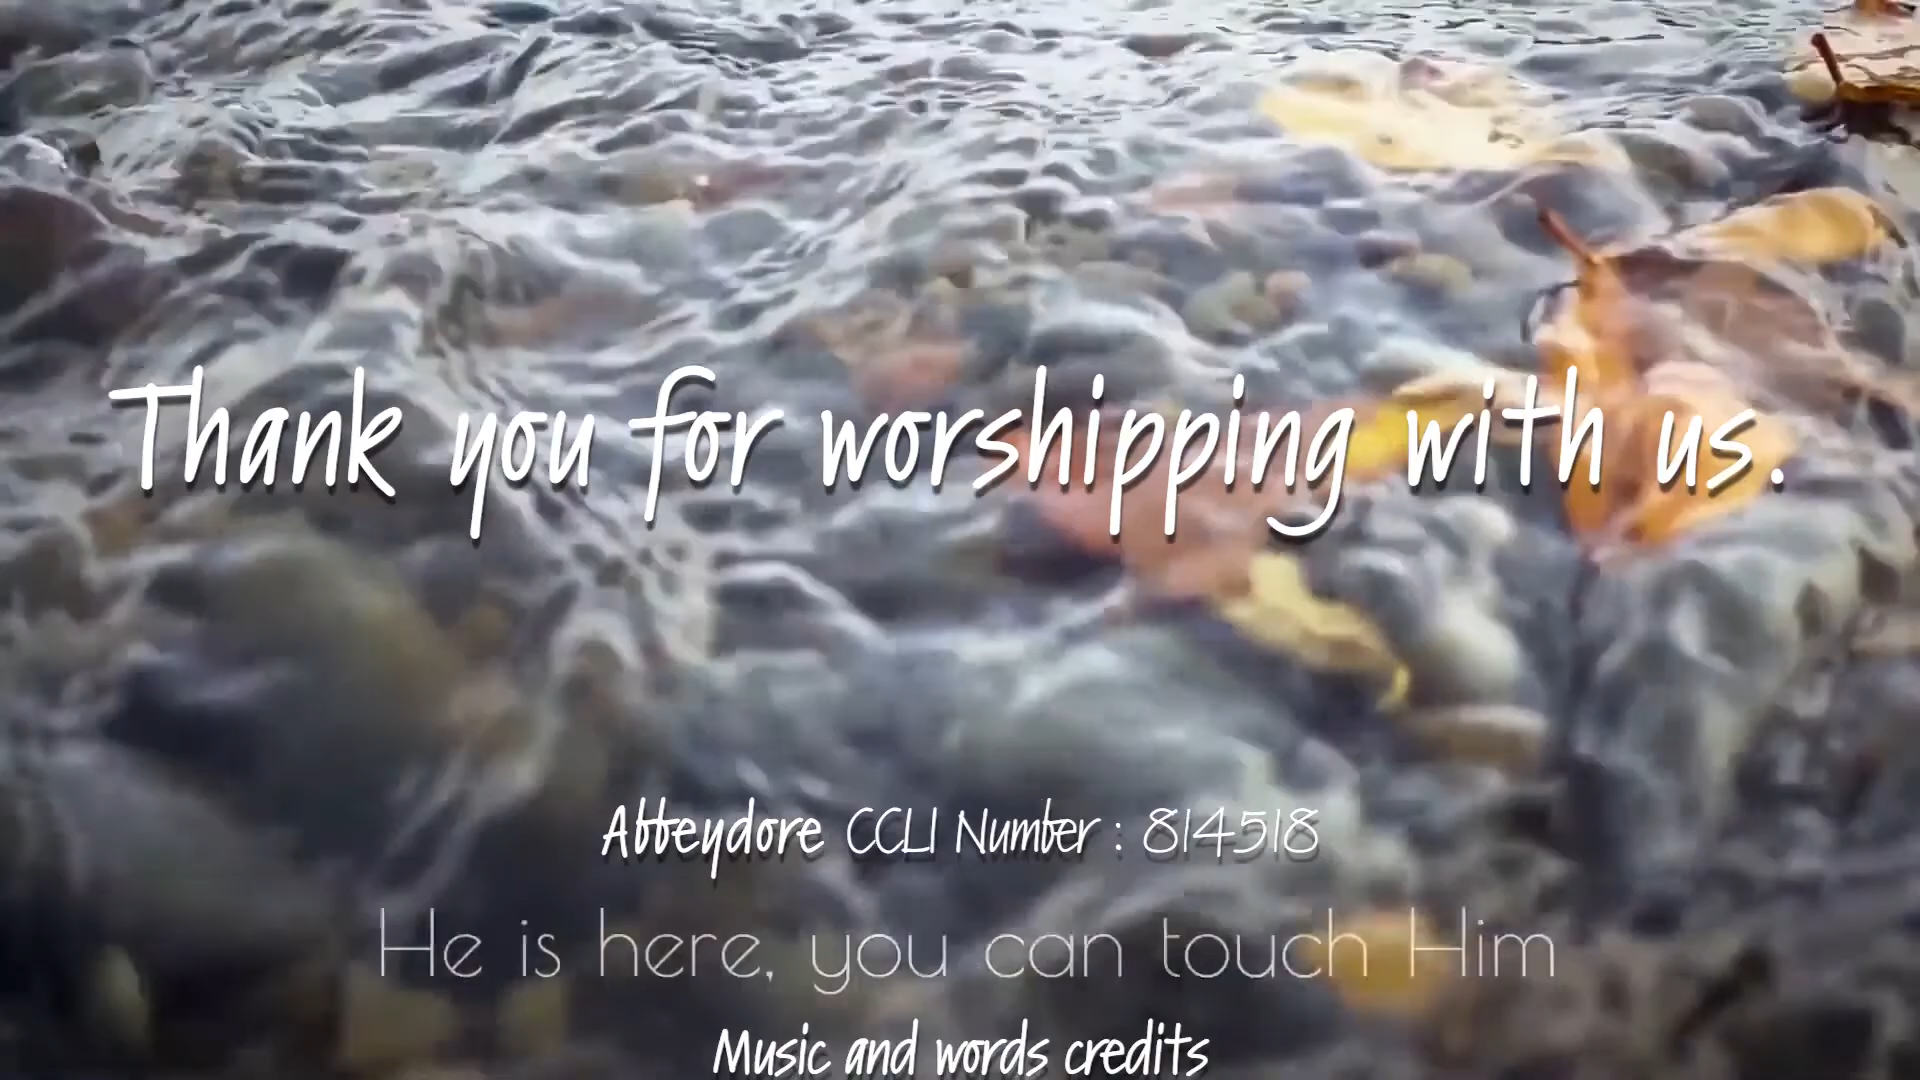 Thank you for worshipping with us.
Abbeydore CCLI Number : 814518
He is here, you can touch Him
Music and words credits